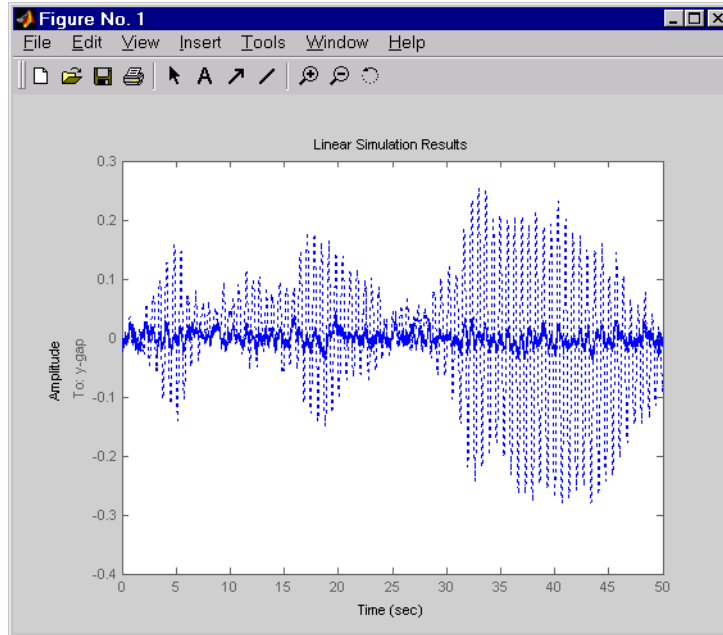 Figure No. 1
File Edit View Insert Tools Window Help
A
Linear Simulation Results
0.3
0.2
0.1
0
-0.1
-0.2
-0.3
-0.4
Amplitude
To: y-gap
0 5 10 15 20 25 30 35 40 45 50
Time (sec)